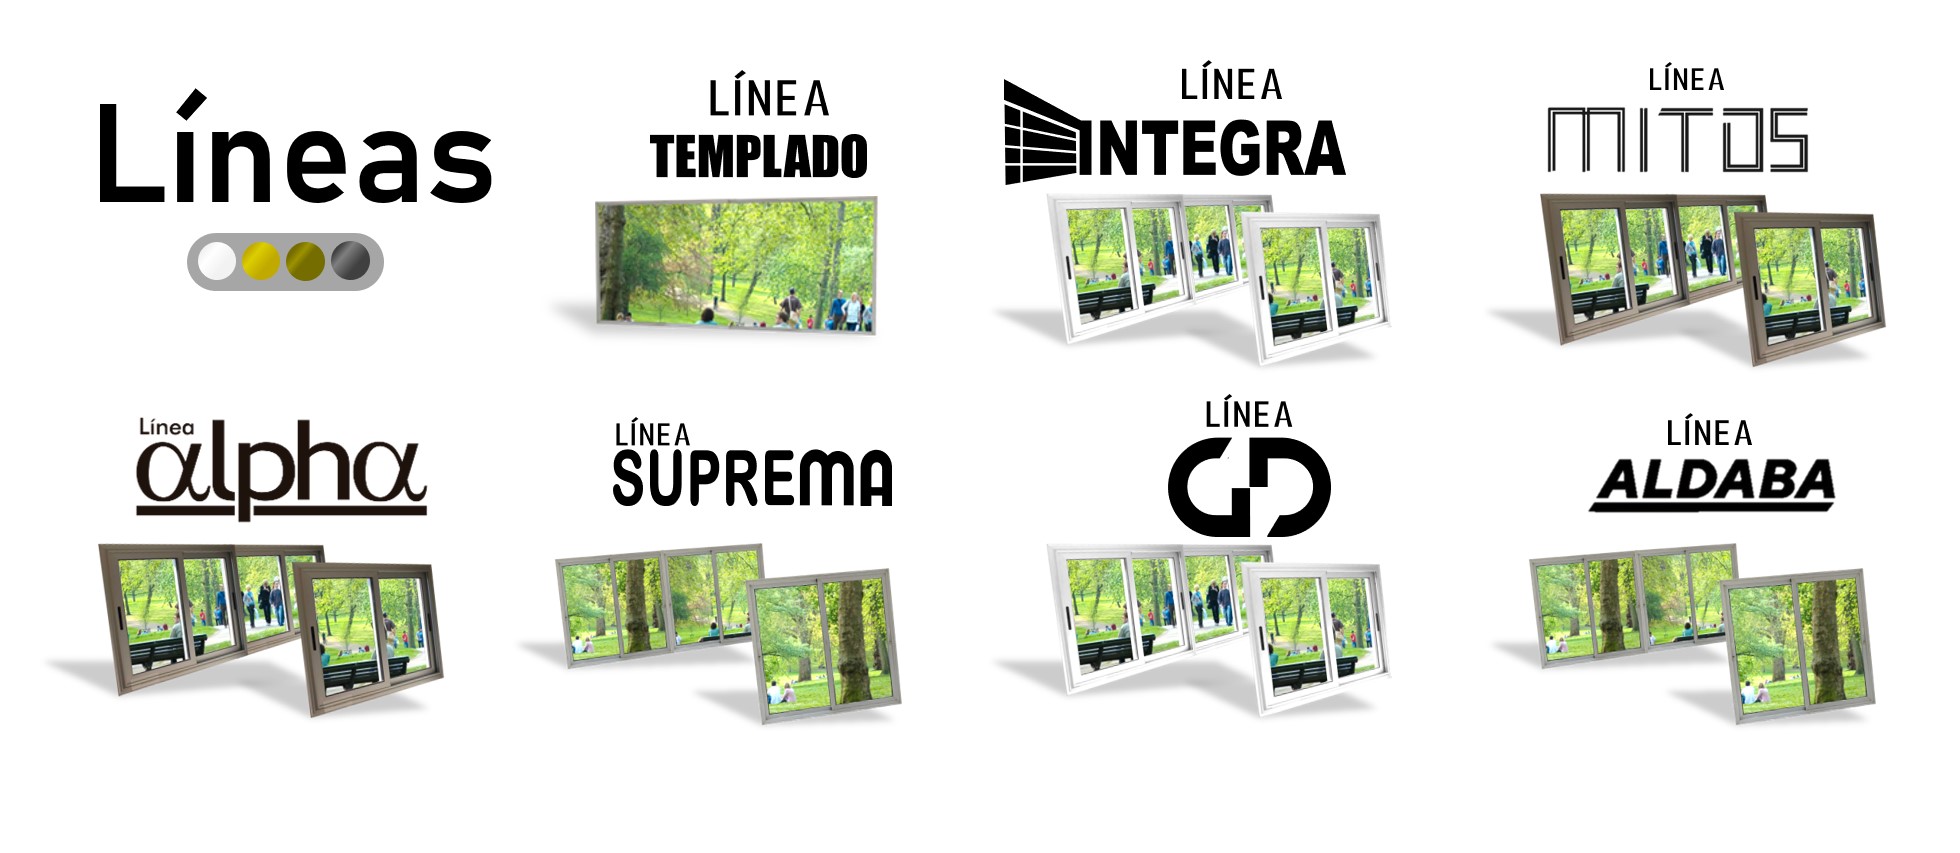 Líneas
LÍNEA
TEMPLADO
LÍNEA
INTEGRA
LÍNEA
MITOS
Línea
alpha
LÍNEA
SUPREMA
LÍNEA
GD
LÍNEA
ALDABA